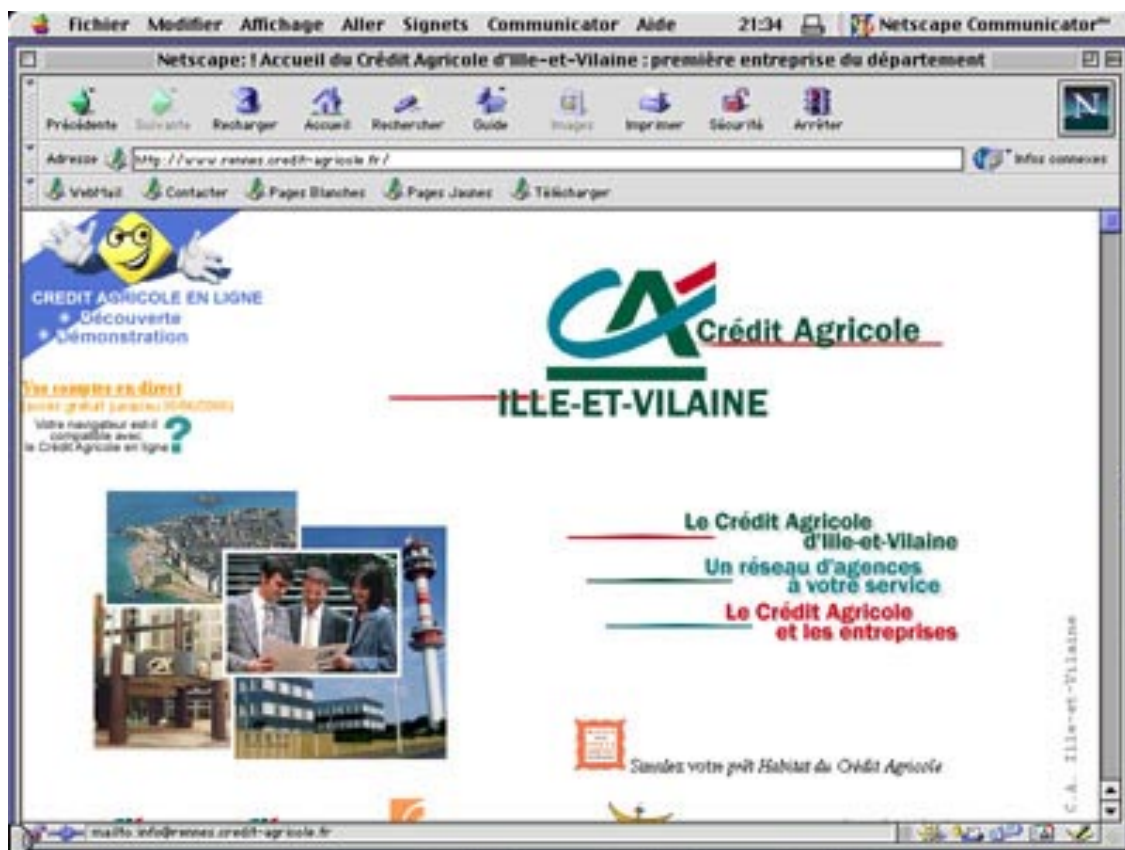 Fichier Modifier Affichage Aller Signets Communicator Aide 21:34 Netscape Communicator™
Netscape: ! Accueil du Crédit Agricole d'Ille-et-Vilaine : première entreprise du département
Précédente Suivante Recharger Accueil Rechercher Guide Images Imprimer Sécurité Arrêter
Adresse http://www.rennes.credit-agricole.fr/ Infos connexes
WebMail Contacter Pages Blanches Pages Jaunes Télécharger
CREDIT AGRICOLE EN LIGNE
Découverte
Démonstration
Vos comptes en direct
Votre navigateur est-il
compatible avec
le Crédit Agricole en ligne ?
CA Crédit Agricole
ILLE-ET-VILAINE
Le Crédit Agricole
d'Ille-et-Vilaine
Un réseau d'agences
à votre service
Le Crédit Agricole
et les entreprises
Simulez votre prêt Habitat du Crédit Agricole
C.A. Ille-et-Vilaine
mailto:info@rennes.credit-agricole.fr